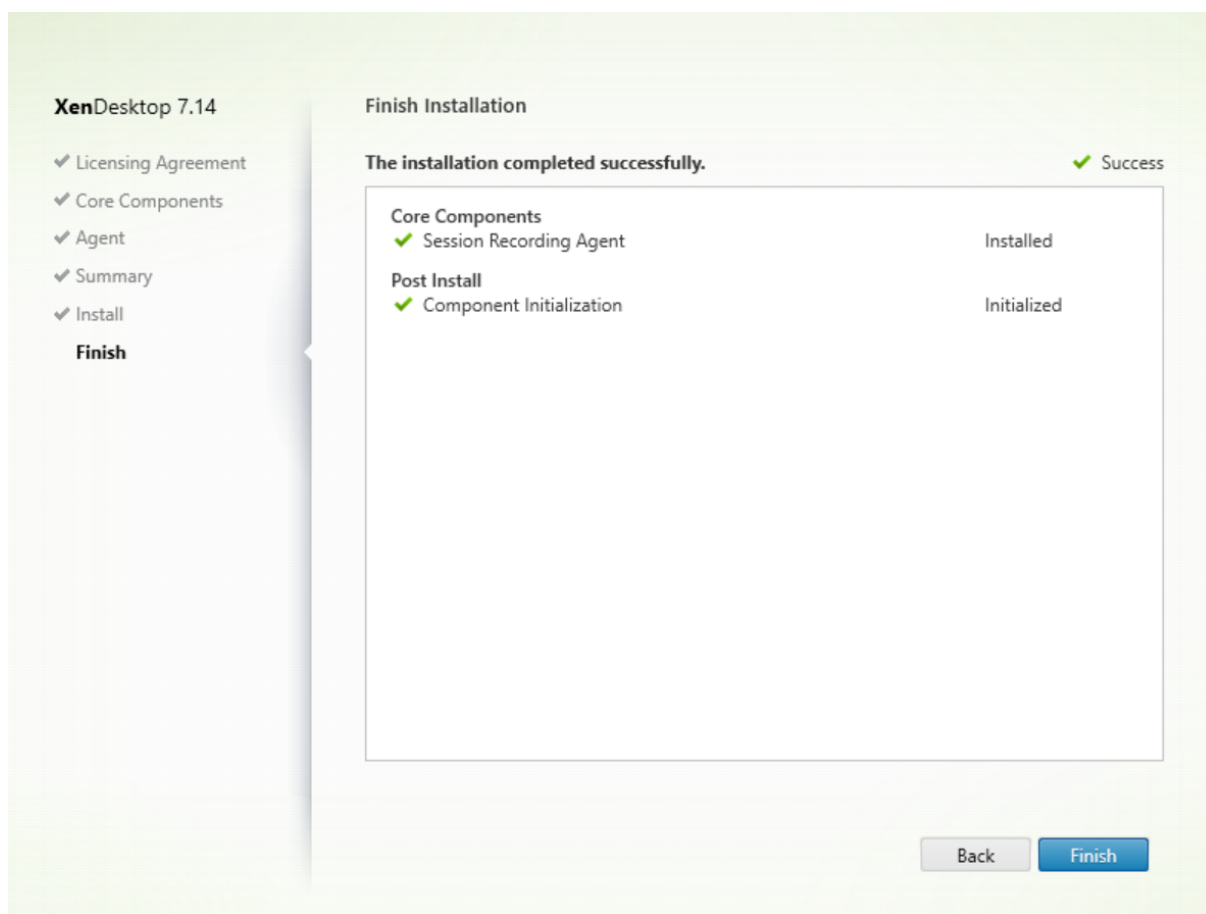 XenDesktop 7.14
Licensing Agreement
Core Components
Agent
Summary
Install
Finish
Finish Installation
The installation completed successfully.
Success
Core Components
Session Recording Agent Installed
Post Install
Component Initialization Initialized
Back
Finish